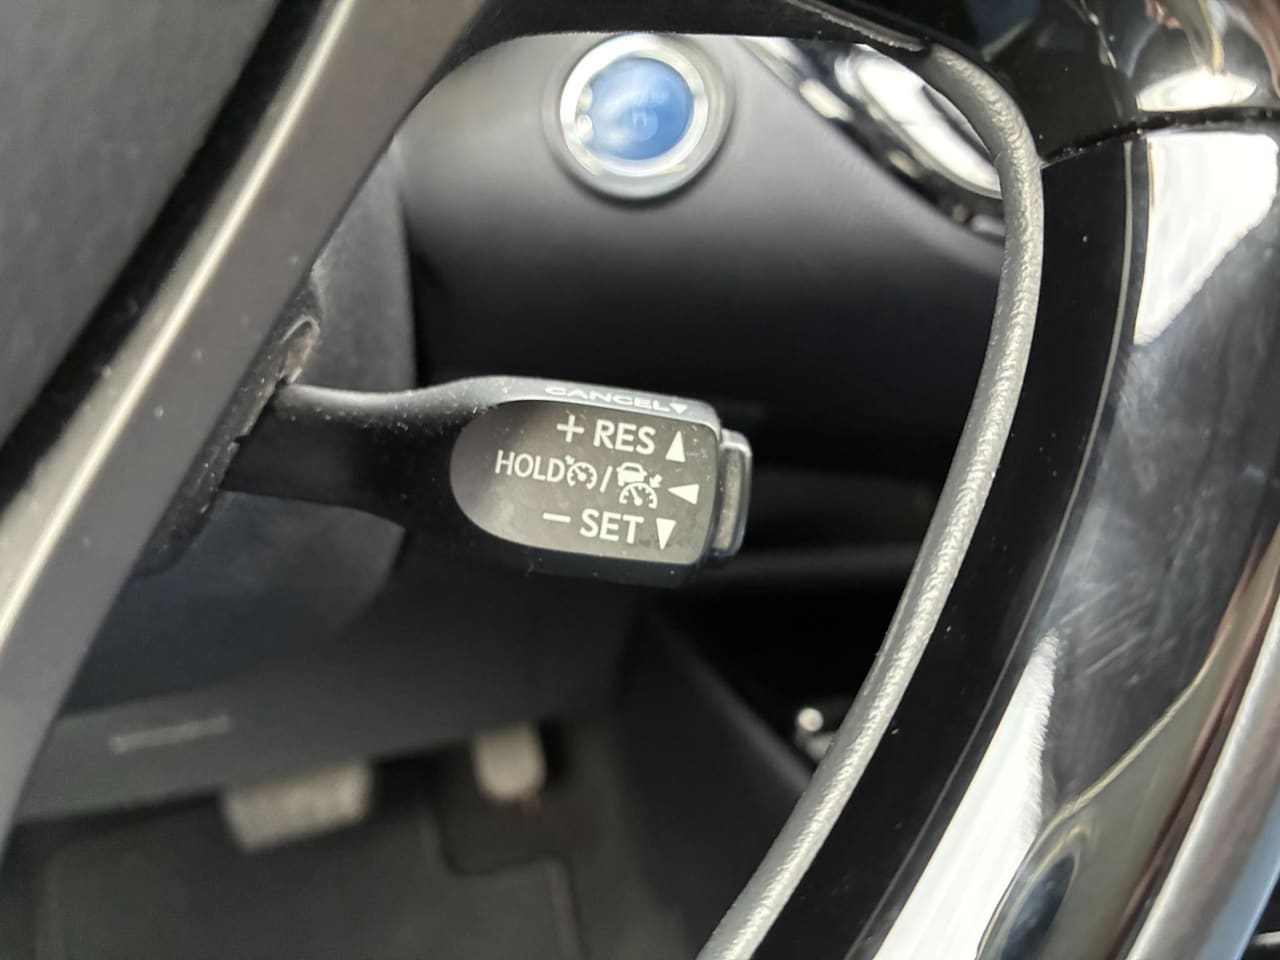 CANCEL▼
+ RES ▲
HOLD / ◀
− SET ▼